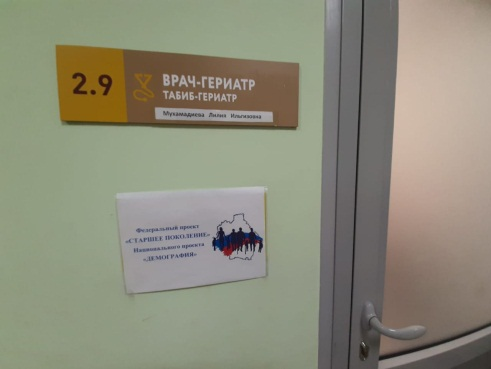 2.9
ВРАЧ-ГЕРИАТР
ТАБИБ-ГЕРИАТР
Мухамадиева Лилия Ильгизовна
Федеральный проект
«СТАРШЕЕ ПОКОЛЕНИЕ»
Национального проекта
«ДЕМОГРАФИЯ»